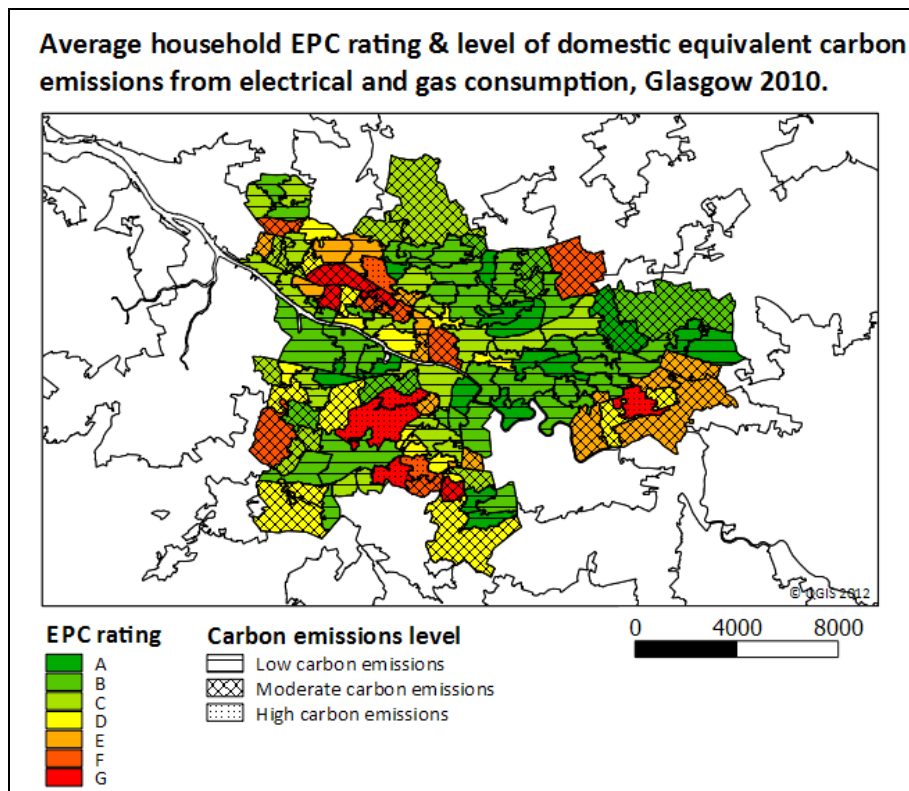 Average household EPC rating & level of domestic equivalent carbon
emissions from electrical and gas consumption, Glasgow 2010.
© QGIS 2012
EPC rating
A
B
C
D
E
F
G
Carbon emissions level
Low carbon emissions
Moderate carbon emissions
High carbon emissions
0 4000 8000